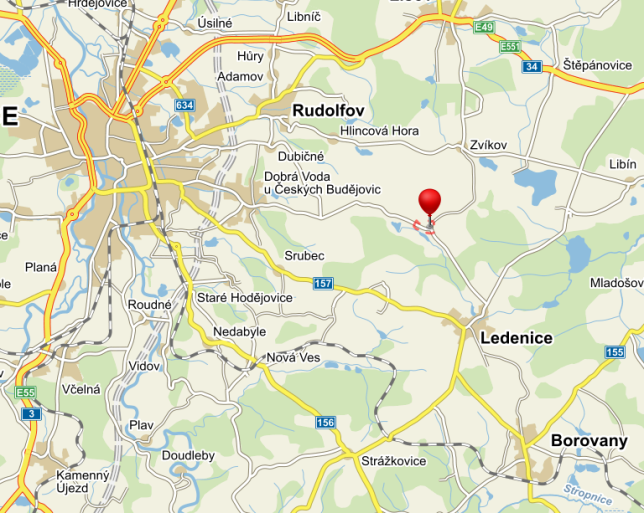 Hrdějovice
Úsilné
Libníč
E49
E551
34
Štěpánovice
Hůry
Adamov
634
Rudolfov
Hlincová Hora
Zvíkov
Libín
E
Dubičné
Dobrá Voda
u Českých Budějovic
Planá
Srubec
157
Staré Hodějovice
Roudné
Mladošov
Nedabyle
Ledenice
Nová Ves
155
Vidov
E55
3
Včelná
156
Plav
Borovany
Doudleby
Strážkovice
Kamenný
Újezd
Stropnice